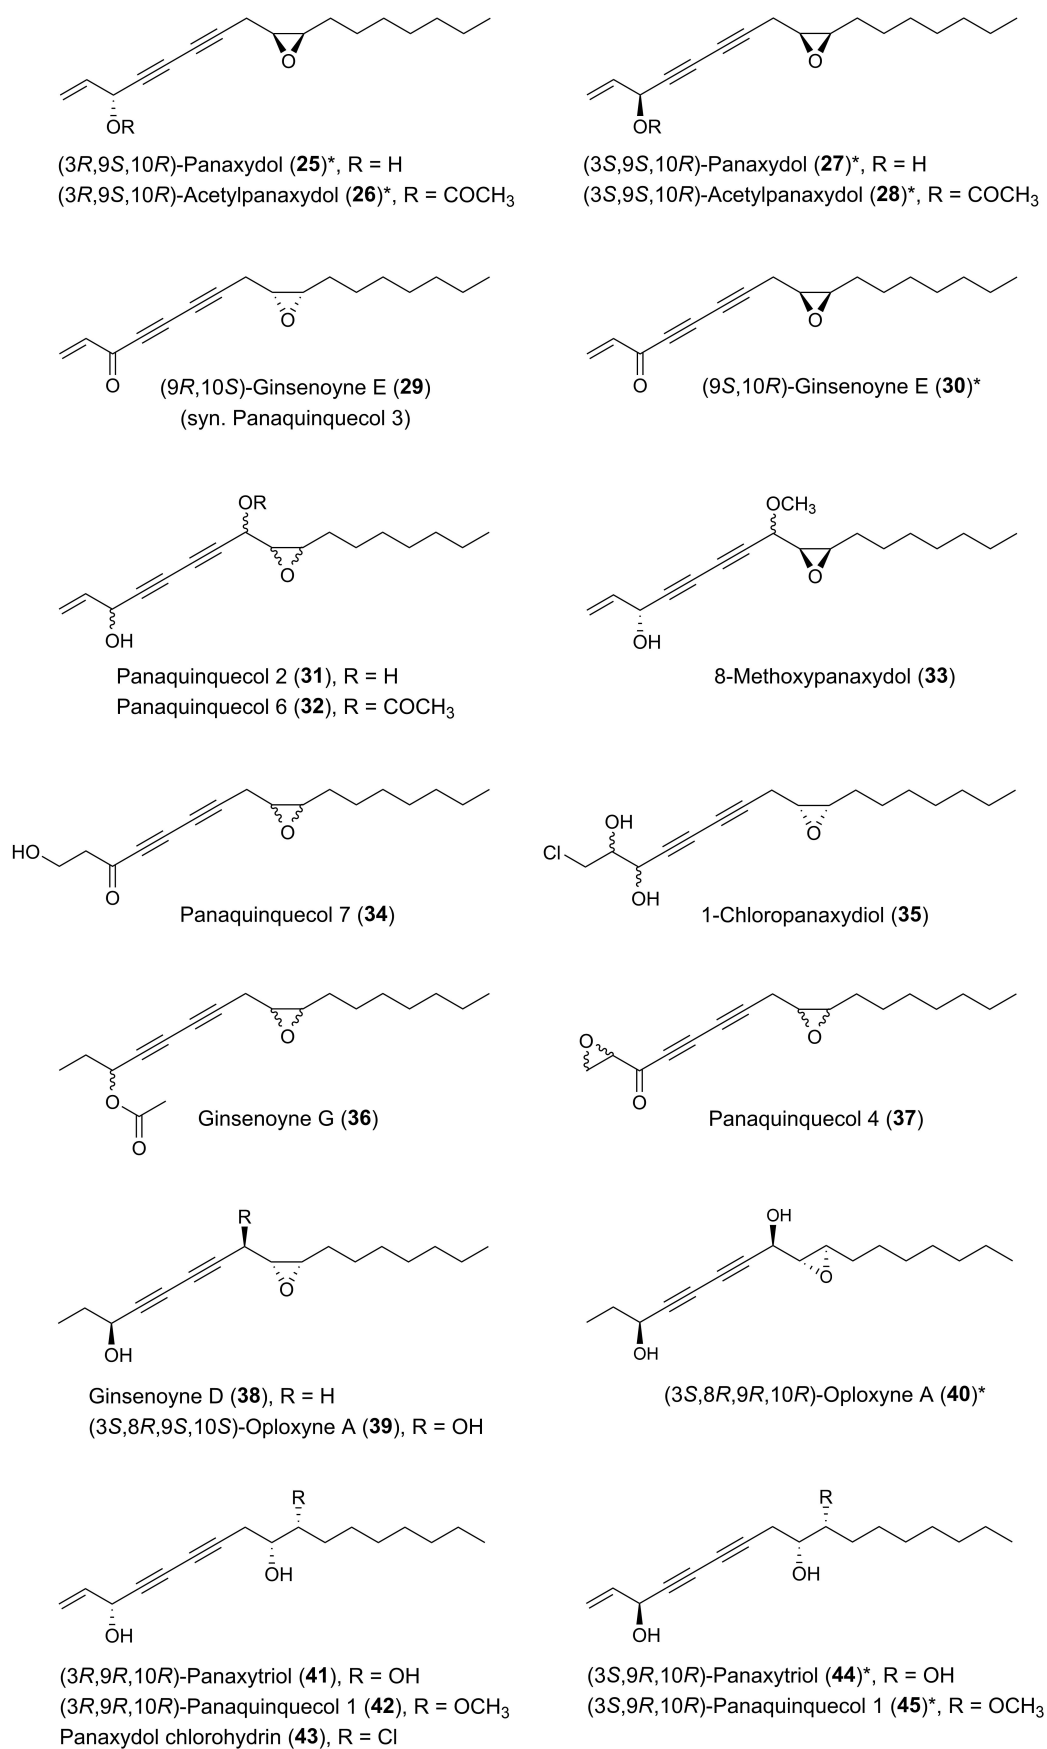 O
O
OR
OR
(3R,9S,10R)-Panaxydol (25)*, R = H
(3S,9S,10R)-Panaxydol (27)*, R = H
(3R,9S,10R)-Acetylpanaxydol (26)*, R = COCH3
(3S,9S,10R)-Acetylpanaxydol (28)*, R = COCH3
O
O
O
O
(9R,10S)-Ginsenoyne E (29)
(9S,10R)-Ginsenoyne E (30)*
(syn. Panaquinquecol 3)
OR
OCH3
O
O
OH
OH
Panaquinquecol 2 (31), R = H
8-Methoxypanaxydol (33)
Panaquinquecol 6 (32), R = COCH3
O
HO
O
OH
O
Cl
OH
Panaquinquecol 7 (34)
1-Chloropanaxydiol (35)
O
O
O
O
O
O
Ginsenoyne G (36)
Panaquinquecol 4 (37)
R
OH
O
O
OH
OH
Ginsenoyne D (38), R = H
(3S,8R,9R,10R)-Oploxyne A (40)*
(3S,8R,9S,10S)-Oploxyne A (39), R = OH
R
R
OH
OH
OH
OH
(3R,9R,10R)-Panaxytriol (41), R = OH
(3S,9R,10R)-Panaxytriol (44)*, R = OH
(3R,9R,10R)-Panaquinquecol 1 (42), R = OCH3
(3S,9R,10R)-Panaquinquecol 1 (45)*, R = OCH3
Panaxydol chlorohydrin (43), R = Cl